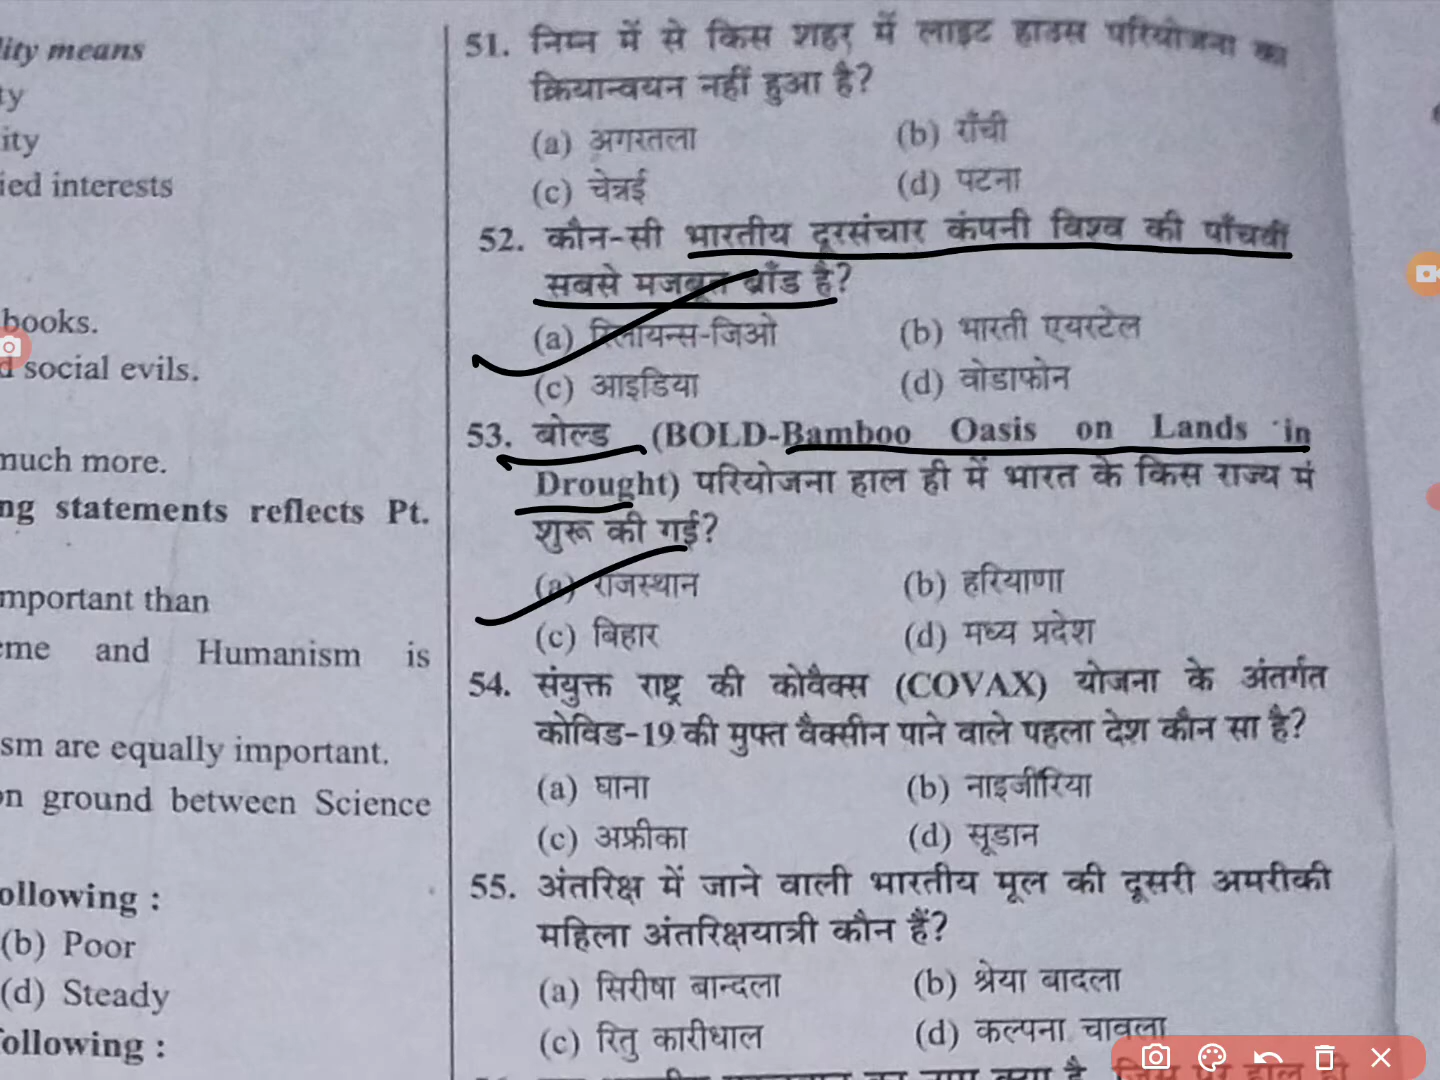 lity means
ty
ity
ied interests
books.
d social evils.
much more.
ng statements reflects Pt.
mportant than
eme and Humanism is
sm are equally important.
on ground between Science
ollowing :
(b) Poor
(d) Steady
ollowing :
51. निम्न में से किस शहर में लाइट हाउस परियोजना का
क्रियान्वयन नहीं हुआ है?
(a) अगरतला (b) राँची
(c) चेन्नई (d) पटना
52. कौन-सी भारतीय दूरसंचार कंपनी विश्व की पाँचवीं
सबसे मजबूत ब्राँड है?
(a) रिलायन्स-जिओ (b) भारती एयरटेल
(c) आइडिया (d) वोडाफोन
53. बोल्ड (BOLD-Bamboo Oasis on Lands in
Drought) परियोजना हाल ही में भारत के किस राज्य में
शुरू की गई?
(a) राजस्थान (b) हरियाणा
(c) बिहार (d) मध्य प्रदेश
54. संयुक्त राष्ट्र की कोवैक्स (COVAX) योजना के अंतर्गत
कोविड-19 की मुफ्त वैक्सीन पाने वाले पहला देश कौन सा है?
(a) घाना (b) नाइजीरिया
(c) अफ्रीका (d) सूडान
55. अंतरिक्ष में जाने वाली भारतीय मूल की दूसरी अमरीकी
महिला अंतरिक्षयात्री कौन हैं?
(a) सिरीषा बान्दला (b) श्रेया बादला
(c) रितु कारीधाल (d) कल्पना चावला